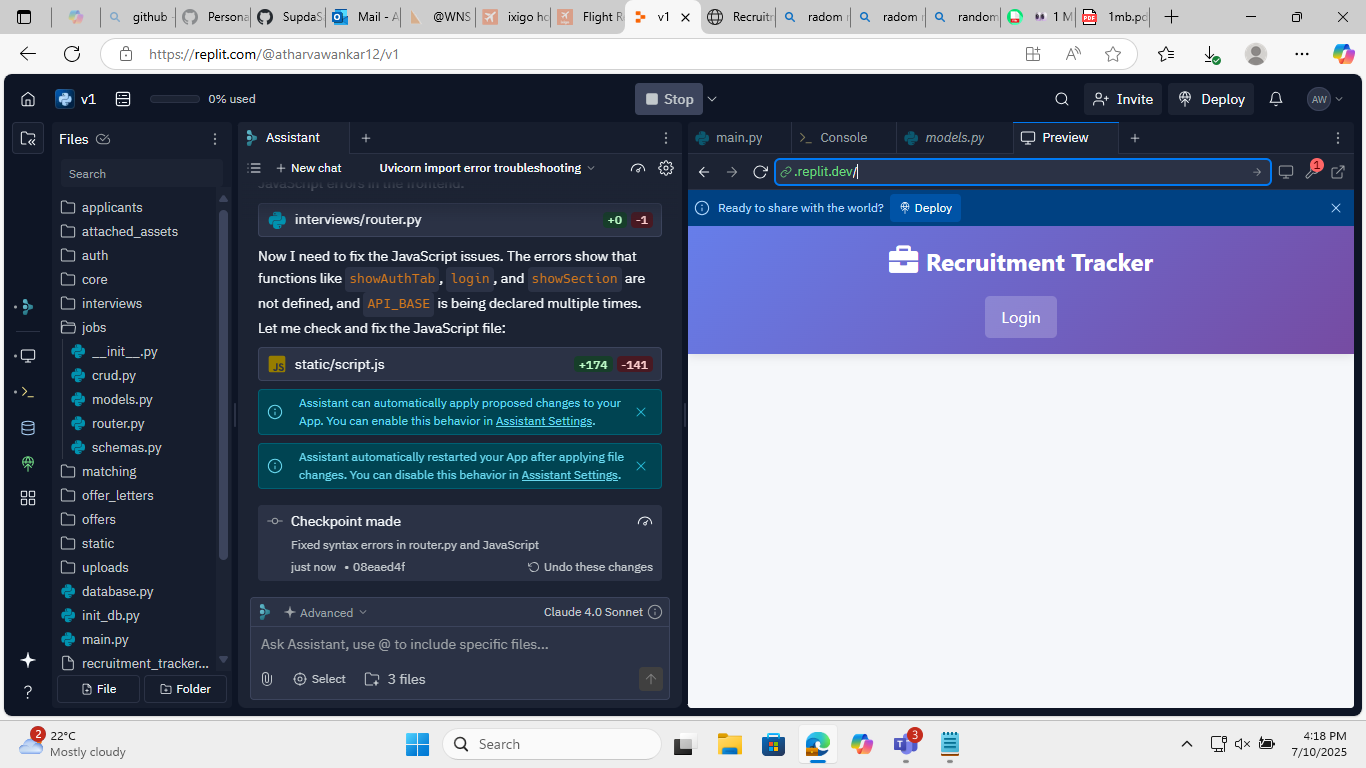 github
Persona
SupdaS
Mail - A
@WNS
ixigo ho
Flight R
v1
Recruitm
radom r
radom r
random
1 M
1mb.pd
https://replit.com/@atharvawankar12/v1
v1
0% used
Stop
Invite
Deploy
AW
Files
Search
applicants
attached_assets
auth
core
interviews
jobs
__init__.py
crud.py
models.py
router.py
schemas.py
matching
offer_letters
offers
static
uploads
database.py
init_db.py
main.py
recruitment_tracker...
File
Folder
Assistant
New chat
Uvicorn import error troubleshooting
JavaScript errors in the frontend.
interviews/router.py
+0 -1
Now I need to fix the JavaScript issues. The errors show that
functions like showAuthTab, login, and showSection are
not defined, and API_BASE is being declared multiple times.
Let me check and fix the JavaScript file:
JS static/script.js
+174 -141
Assistant can automatically apply proposed changes to your
App. You can enable this behavior in Assistant Settings.
Assistant automatically restarted your App after applying file
changes. You can disable this behavior in Assistant Settings.
Checkpoint made
Fixed syntax errors in router.py and JavaScript
just now • 08eaed4f
Undo these changes
Advanced
Claude 4.0 Sonnet
Ask Assistant, use @ to include specific files...
Select
3 files
main.py
Console
models.py
Preview
.replit.dev/
1
Ready to share with the world?
Deploy
Recruitment Tracker
Login
2
22°C
Mostly cloudy
Search
3
4:18 PM
7/10/2025